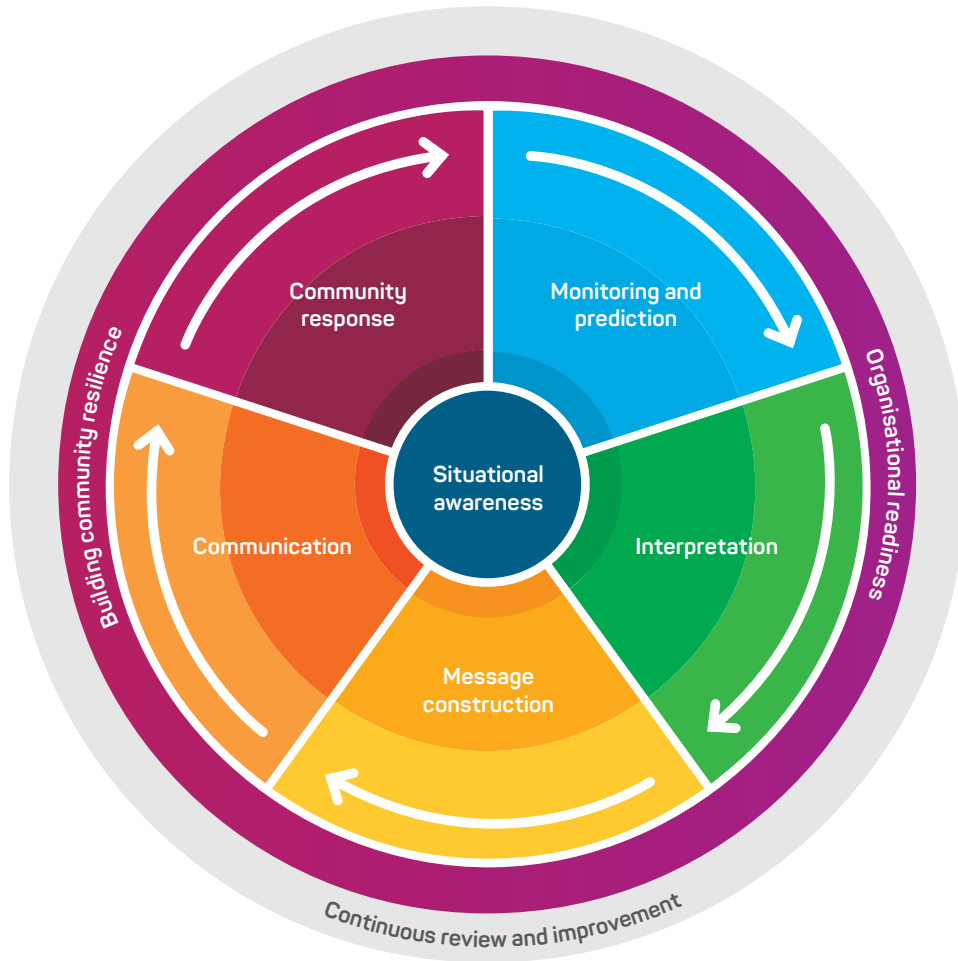 Community
response
Monitoring and
prediction
Building community resilience
Organisational readiness
Situational
awareness
Communication
Interpretation
Message
construction
Continuous review and improvement